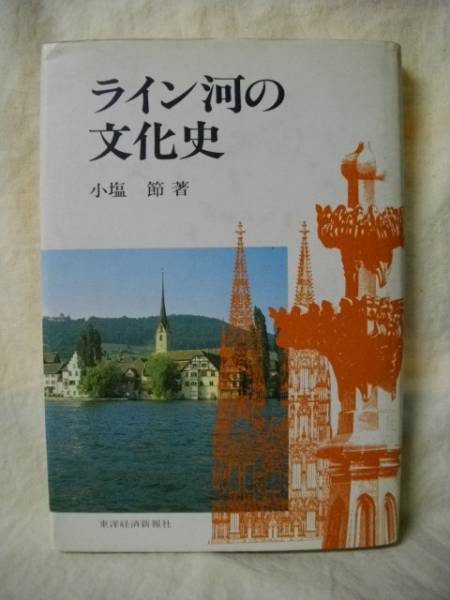 ライン河の
文化史
小塩 節 著
東洋経済新報社